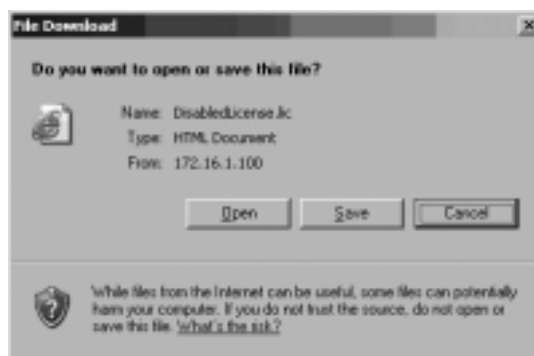 File Download
Do you want to open or save this file?
Name: DisabledLicense.lic
Type: HTML Document
From: 172.16.1.100
Open
Save
Cancel
While files from the Internet can be useful, some files can potentially
harm your computer. If you do not trust the source, do not open or
save this file. What's the risk?